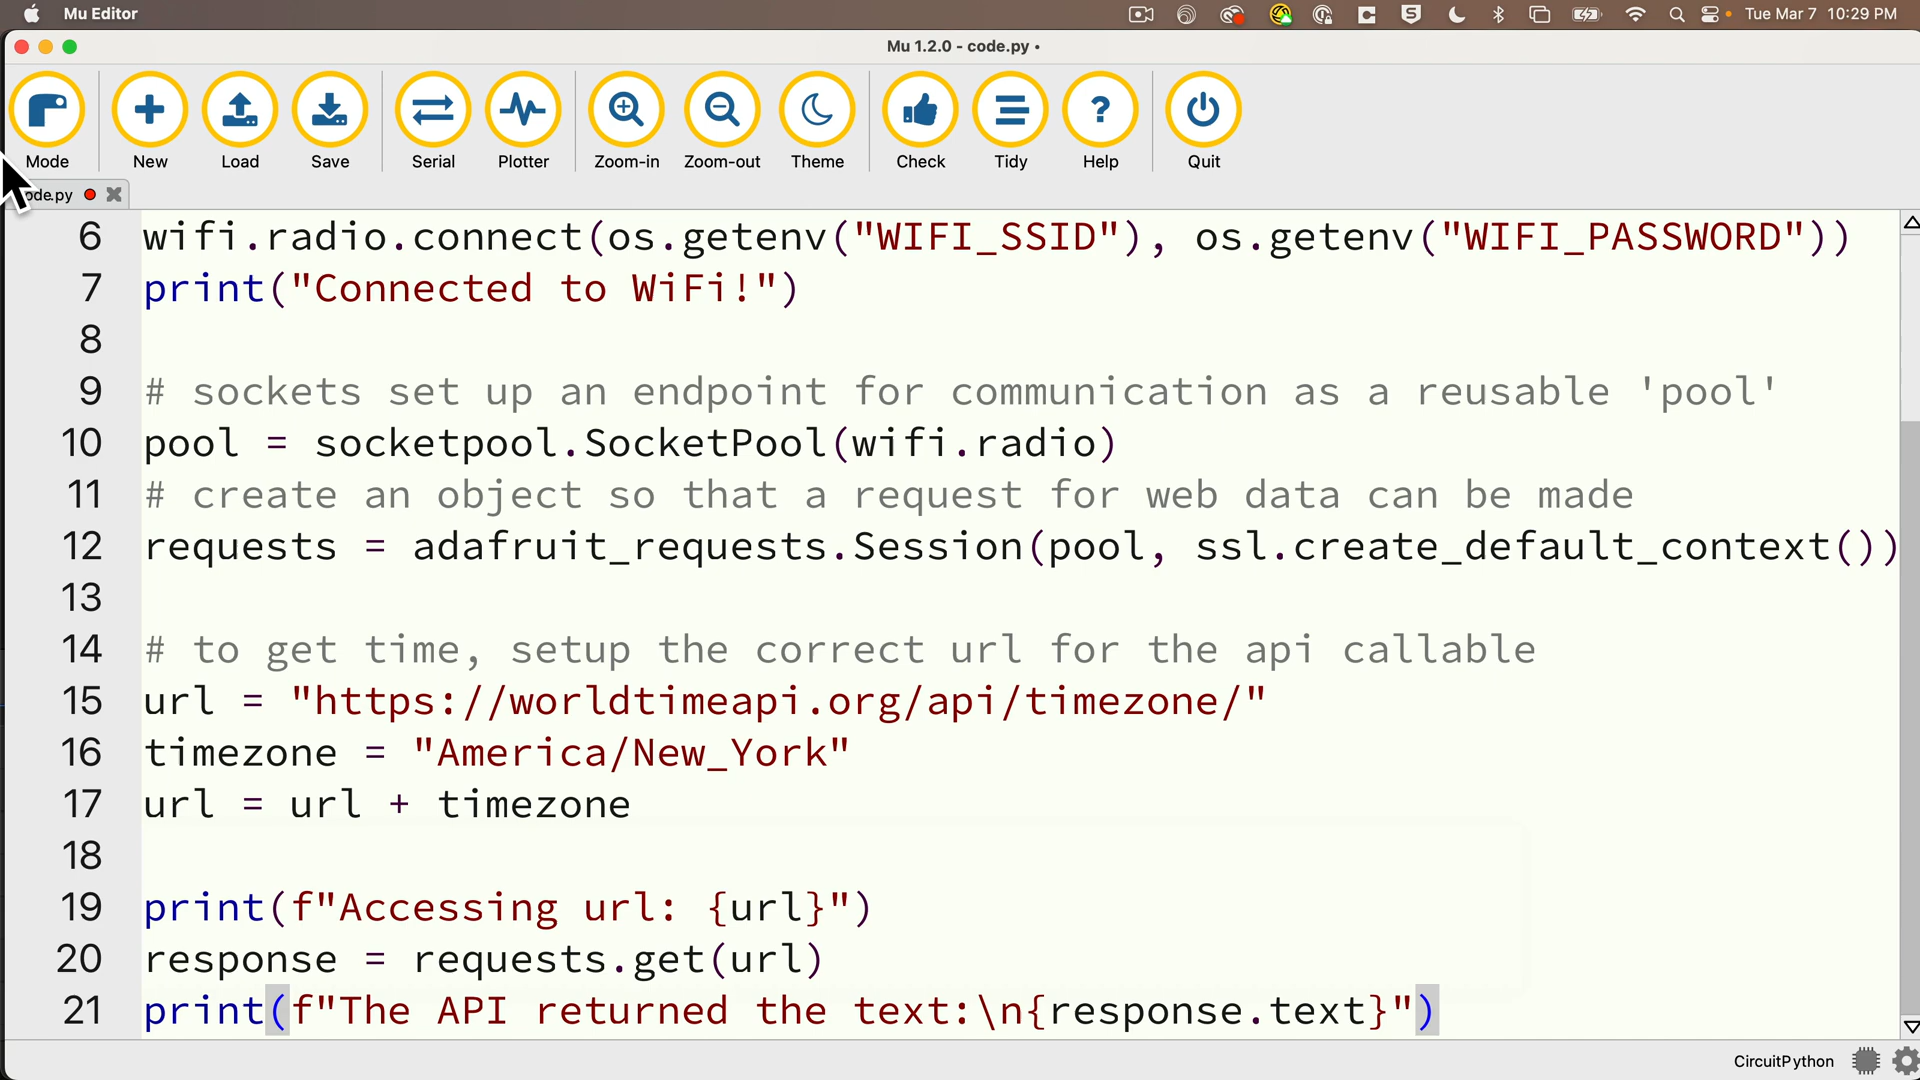 Mu Editor
Tue Mar 7 10:29 PM
Mu 1.2.0 - code.py •
Mode New Load Save Serial Plotter Zoom-in Zoom-out Theme Check Tidy Help Quit
ode.py
6 wifi.radio.connect(os.getenv("WIFI_SSID"), os.getenv("WIFI_PASSWORD"))
7 print("Connected to WiFi!")
8
9 # sockets set up an endpoint for communication as a reusable 'pool'
10 pool = socketpool.SocketPool(wifi.radio)
11 # create an object so that a request for web data can be made
12 requests = adafruit_requests.Session(pool, ssl.create_default_context())
13
14 # to get time, setup the correct url for the api callable
15 url = "https://worldtimeapi.org/api/timezone/"
16 timezone = "America/New_York"
17 url = url + timezone
18
19 print(f"Accessing url: {url}")
20 response = requests.get(url)
21 print(f"The API returned the text:\n{response.text}")
CircuitPython